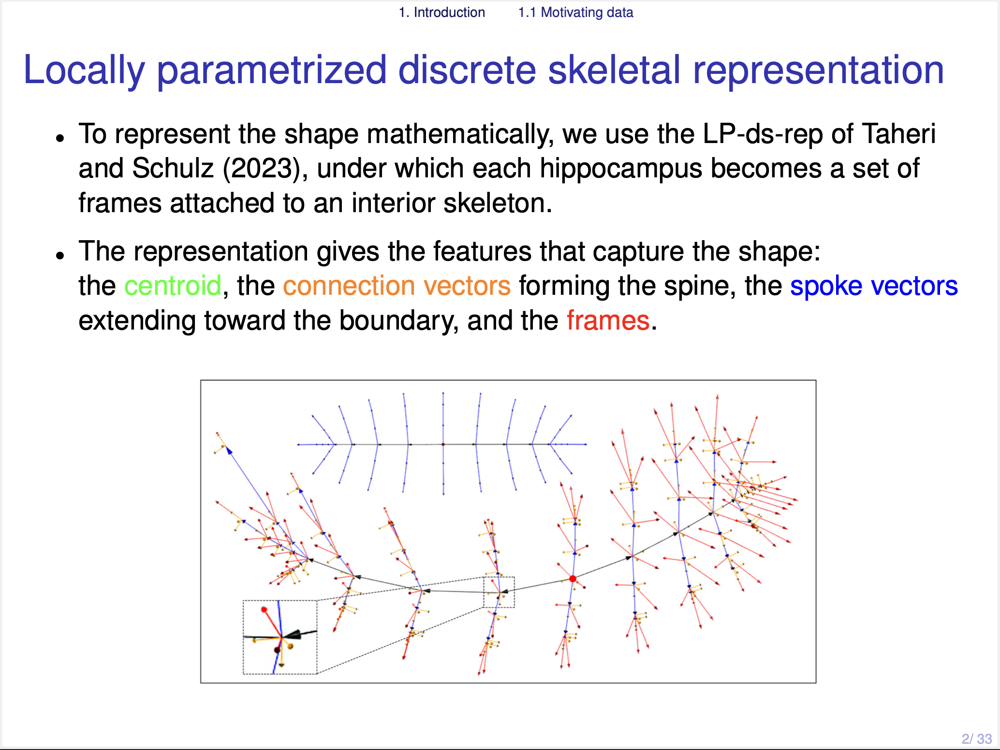 1. Introduction 1.1 Motivating data
Locally parametrized discrete skeletal representation
• To represent the shape mathematically, we use the LP-ds-rep of Taheri
and Schulz (2023), under which each hippocampus becomes a set of
frames attached to an interior skeleton.
• The representation gives the features that capture the shape:
the centroid, the connection vectors forming the spine, the spoke vectors
extending toward the boundary, and the frames.
2/ 33